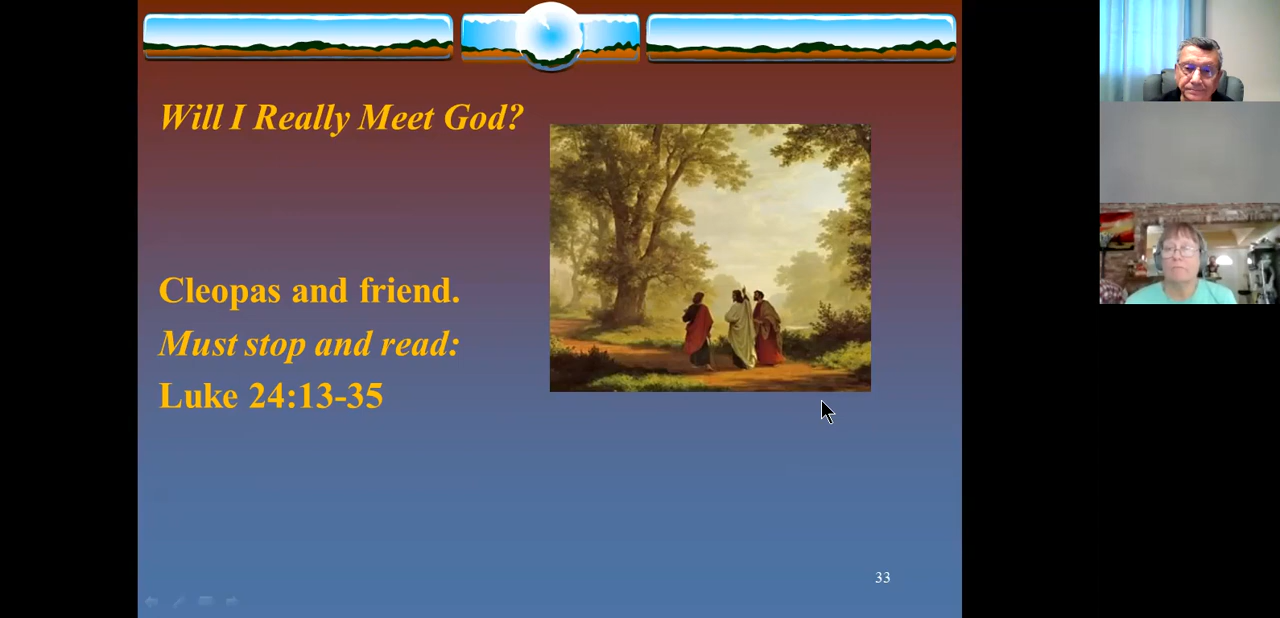 Will I Really Meet God?
Cleopas and friend.
Must stop and read:
Luke 24:13-35
33